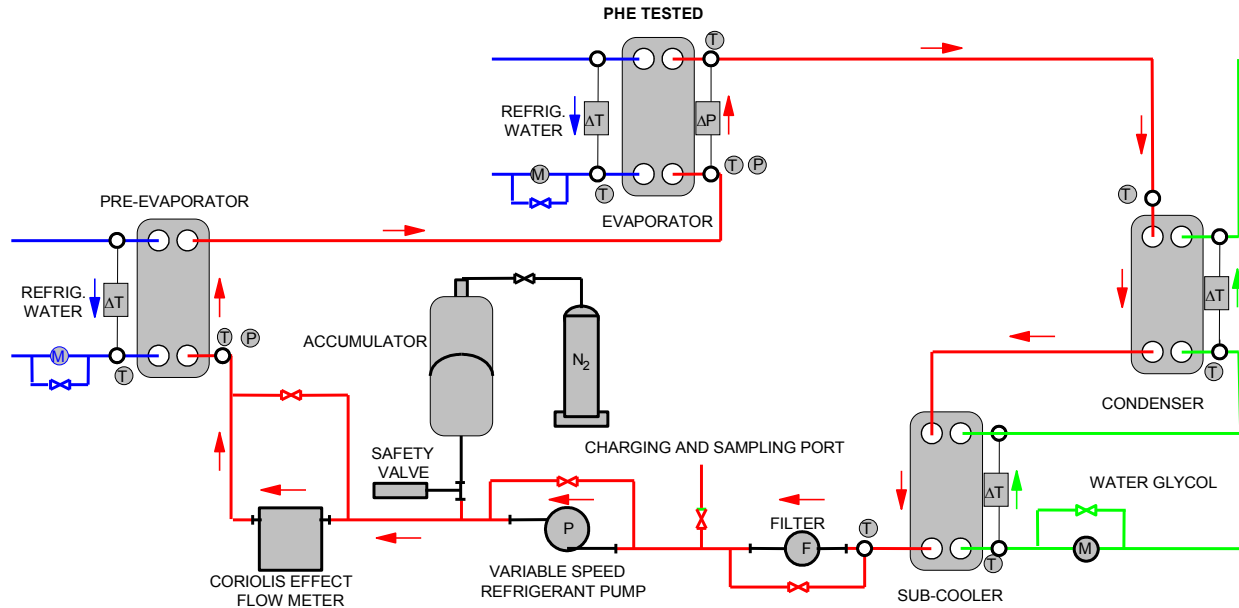 PHE TESTED
T
REFRIG.
WATER
ΔT
ΔP
M
T
T P
EVAPORATOR
T
PRE-EVAPORATOR
REFRIG.
WATER
ΔT
M
T
T P
ACCUMULATOR
N2
ΔT
T
CONDENSER
SAFETY
VALVE
CHARGING AND SAMPLING PORT
P
FILTER
F
T
ΔT
T
WATER GLYCOL
M
CORIOLIS EFFECT
FLOW METER
VARIABLE SPEED
REFRIGERANT PUMP
SUB-COOLER